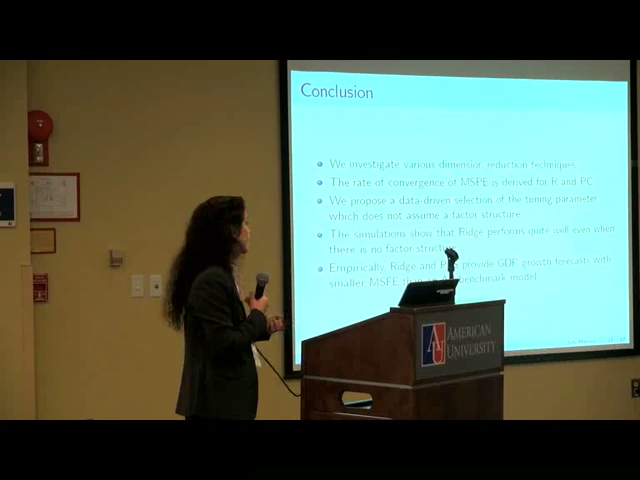 Conclusion
We investigate various dimension reduction techniques
The rate of convergence of MSPE is derived for R and PC
We propose a data-driven selection of the tuning parameter
which does not assume a factor structure
The simulations show that Ridge performs quite well even when
there is no factor structure
Empirically, Ridge and provide GDP growth forecasts with
smaller MSFE benchmark model
AMERICAN
UNIVERSITY